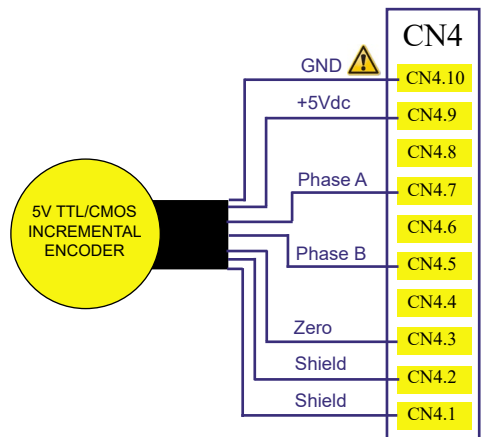 CN4
GND
CN4.10
+5Vdc
CN4.9
CN4.8
Phase A
CN4.7
CN4.6
5V TTL/CMOS
INCREMENTAL
ENCODER
Phase B
CN4.5
CN4.4
Zero
CN4.3
Shield
CN4.2
Shield
CN4.1